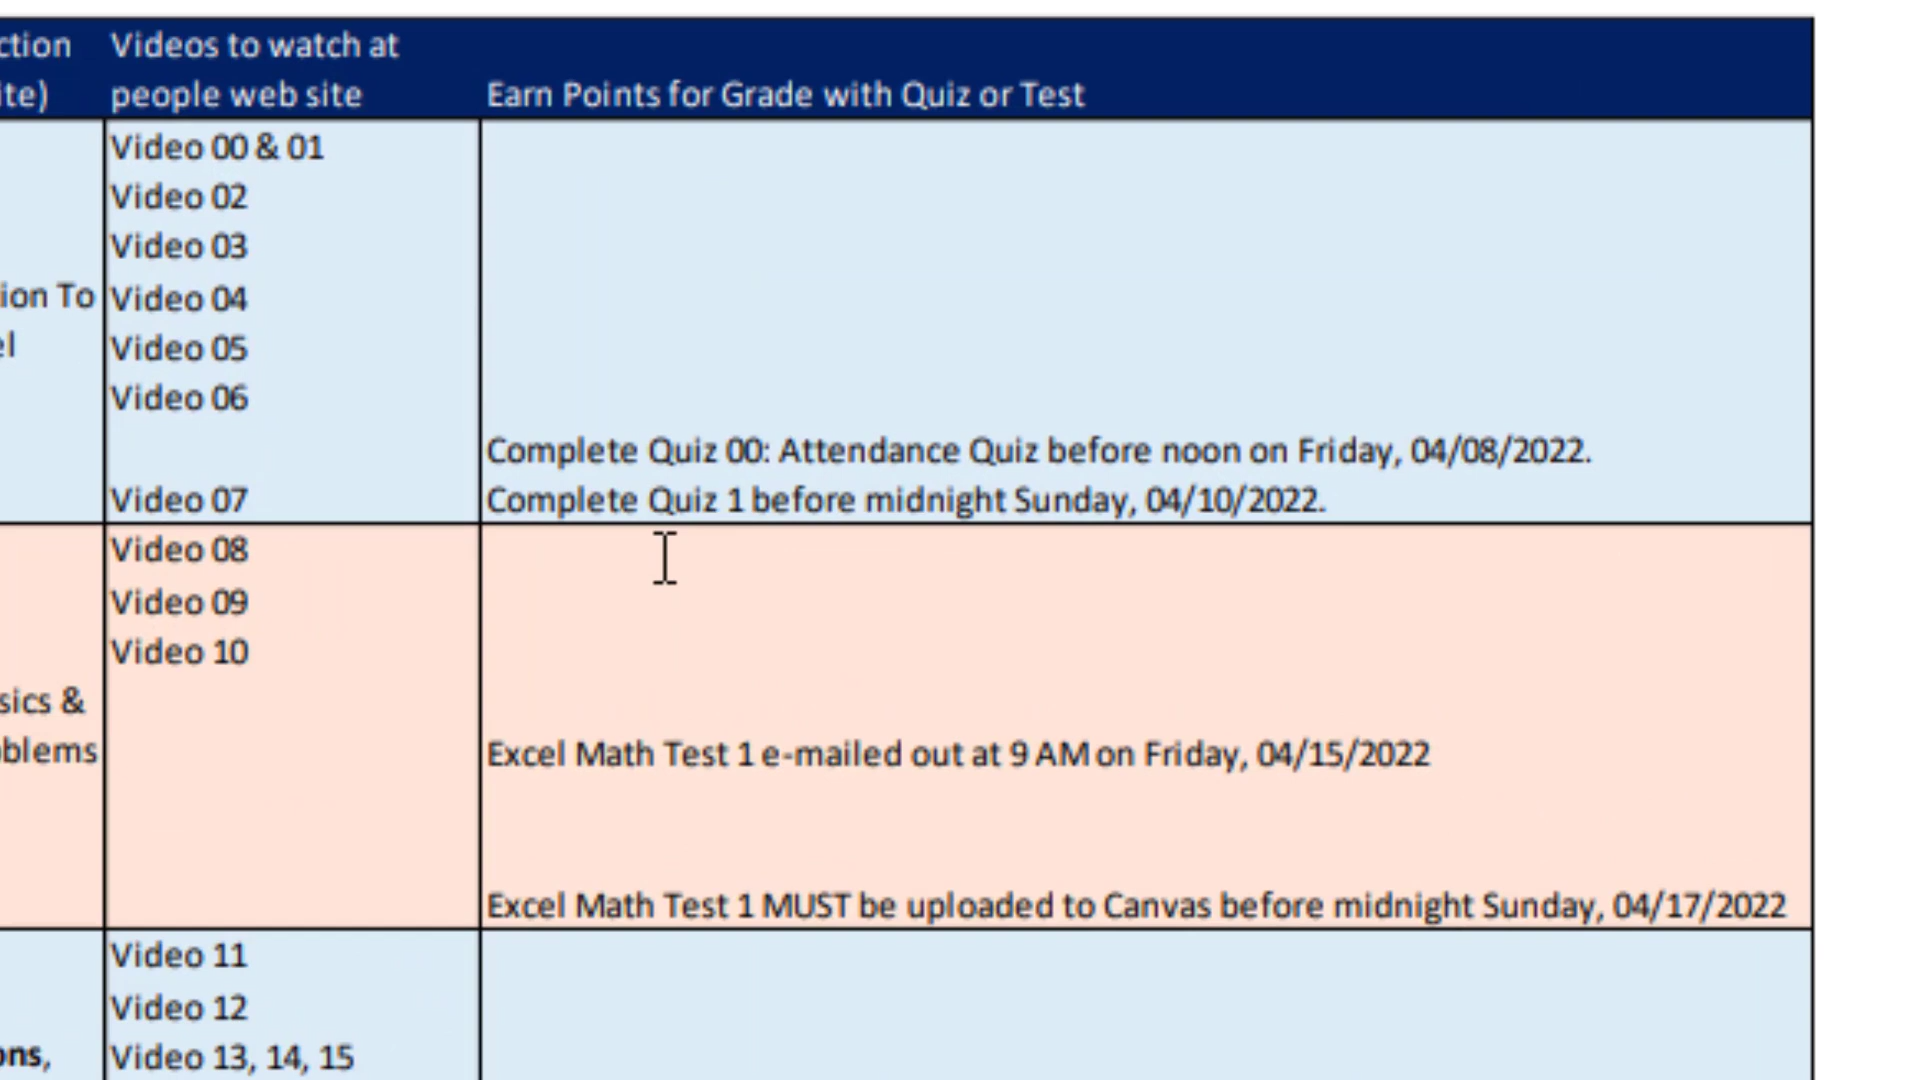 ction Videos to watch at
ite) people web site Earn Points for Grade with Quiz or Test
Video 00 & 01
Video 02
Video 03
ion To Video 04
el Video 05
Video 06
Complete Quiz 00: Attendance Quiz before noon on Friday, 04/08/2022.
Video 07 Complete Quiz 1 before midnight Sunday, 04/10/2022.
Video 08
Video 09
Video 10
sics &
oblems Excel Math Test 1 e-mailed out at 9 AM on Friday, 04/15/2022
Excel Math Test 1 MUST be uploaded to Canvas before midnight Sunday, 04/17/2022
Video 11
Video 12
ons, Video 13, 14, 15